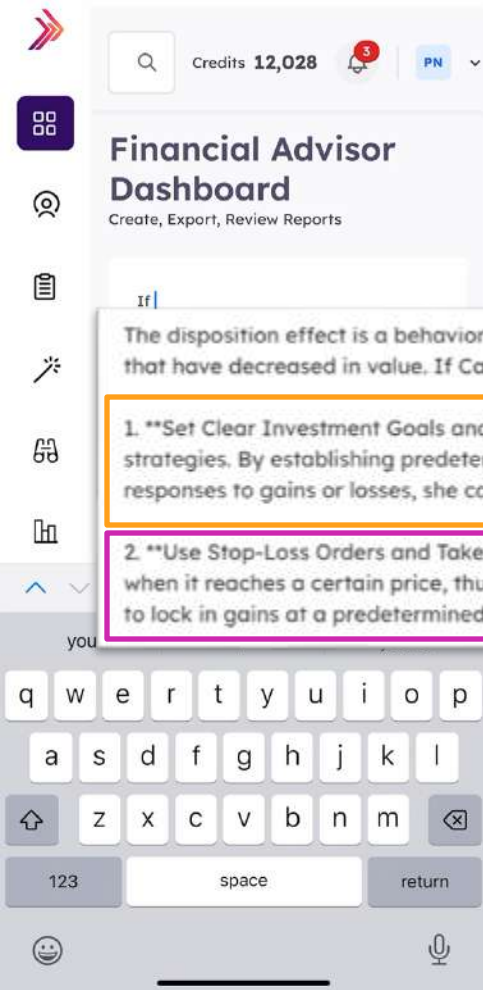 Credits 12,028
3
PN
Financial Advisor
Dashboard
Create, Export, Review Reports
If
The disposition effect is a behavior
that have decreased in value. If Ca
1. **Set Clear Investment Goals and
strategies. By establishing predeter
responses to gains or losses, she co
2. **Use Stop-Loss Orders and Take
when it reaches a certain price, thu
to lock in gains at a predetermined
you
q w e r t y u i o p
a s d f g h j k l
z x c v b n m
123 space return